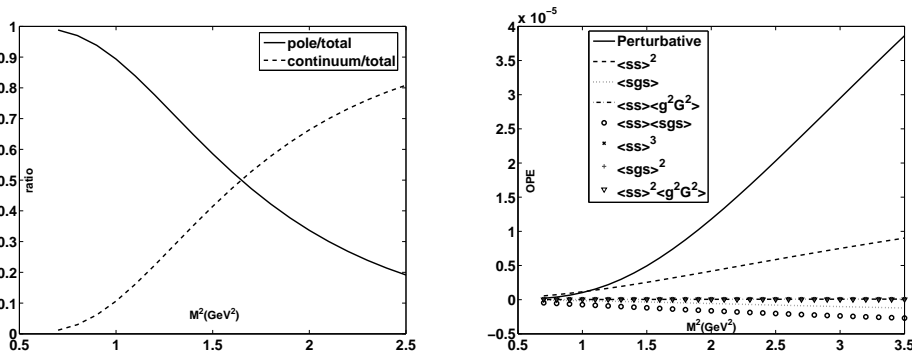 1
0.9
0.8
0.7
0.6
0.5
0.4
0.3
0.2
0.1
0
ratio
pole/total
continuum/total
M²(GeV²)
0.5 1 1.5 2 2.5
x 10⁻⁵
4
3.5
3
2.5
2
1.5
1
0.5
0
−0.5
OPE
Perturbative
<ss>²
<sgs>
<ss><g²G²>
<ss><sgs>
<ss>³
<sgs>²
<ss>²<g²G²>
M²(GeV²)
0.5 1 1.5 2 2.5 3 3.5